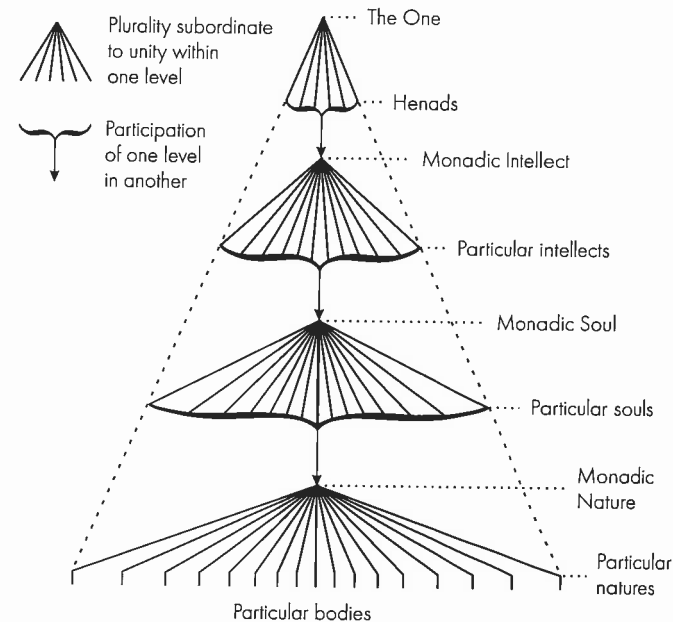 Plurality subordinate
to unity within
one level
Participation
of one level
in another
The One
Henads
Monadic Intellect
Particular intellects
Monadic Soul
Particular souls
Monadic
Nature
Particular
natures
Particular bodies